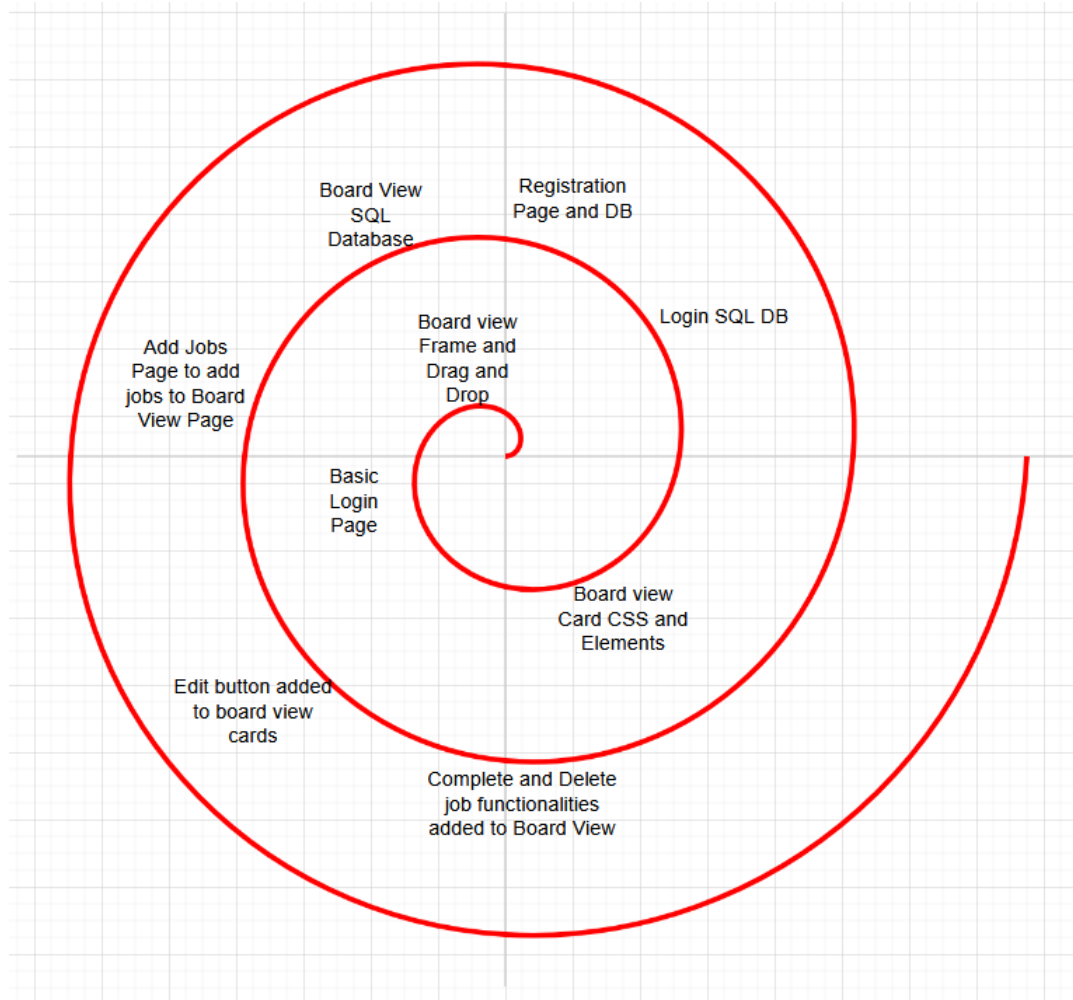 Board View
SQL
Database
Registration
Page and DB
Login SQL DB
Board view
Frame and
Drag and
Drop
Add Jobs
Page to add
jobs to Board
View Page
Basic
Login
Page
Board view
Card CSS and
Elements
Edit button added
to board view
cards
Complete and Delete
job functionalities
added to Board View